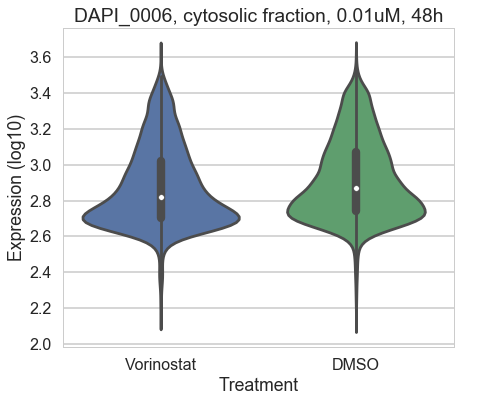 DAPI_0006, cytosolic fraction, 0.01uM, 48h
Expression (log10)
3.6
3.4
3.2
3.0
2.8
2.6
2.4
2.2
2.0
Vorinostat DMSO
Treatment